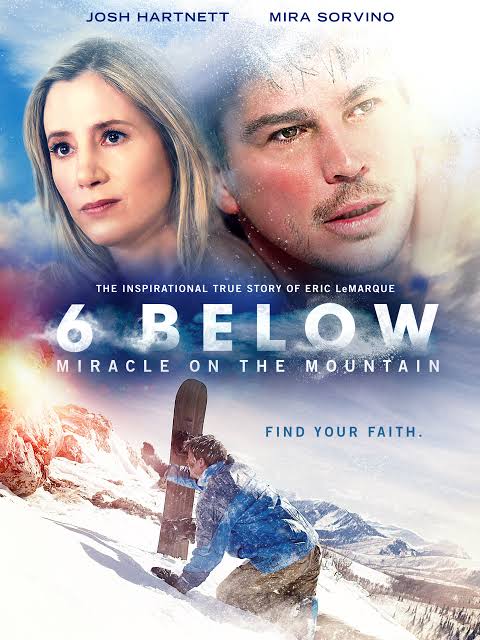 JOSH HARTNETT MIRA SORVINO
THE INSPIRATIONAL TRUE STORY OF ERIC LeMARQUE
6 BELOW
MIRACLE ON THE MOUNTAIN
FIND YOUR FAITH.